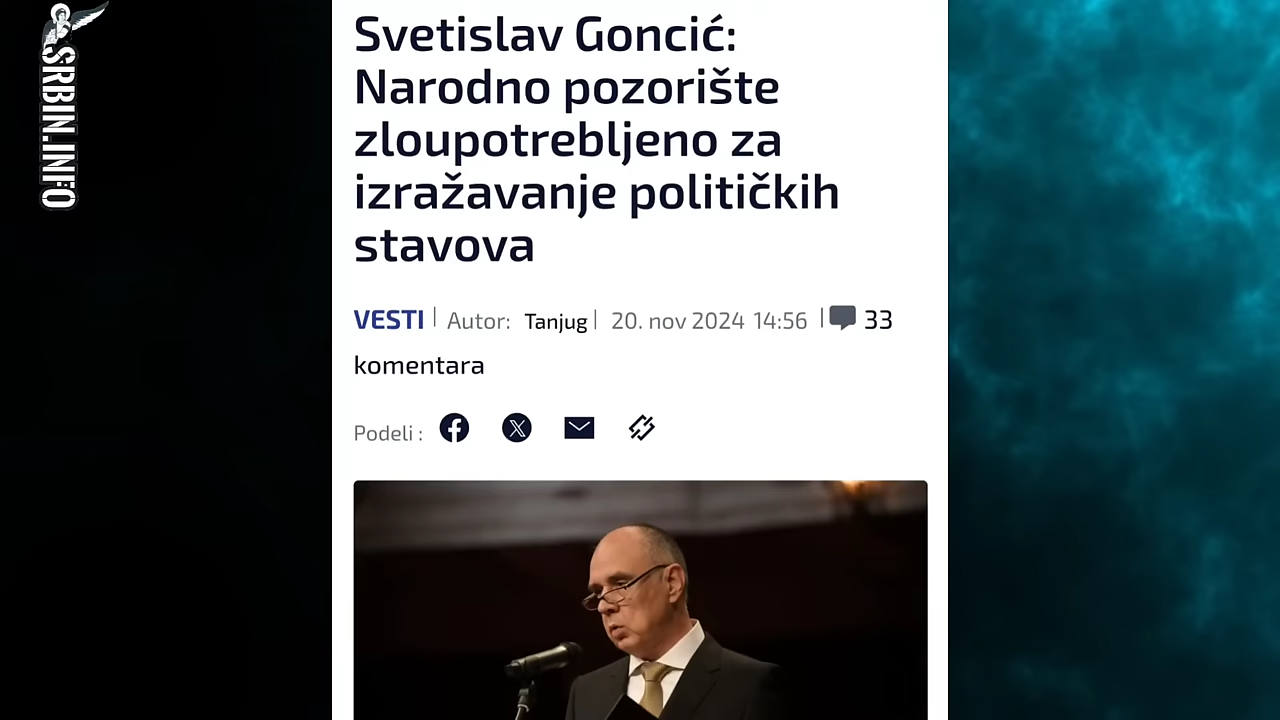 SRBIN.INFO
Svetislav Goncić:
Narodno pozorište
zloupotrebljeno za
izražavanje političkih
stavova
VESTI | Autor: Tanjug | 20. nov 2024 14:56 | 33
komentara
Podeli :